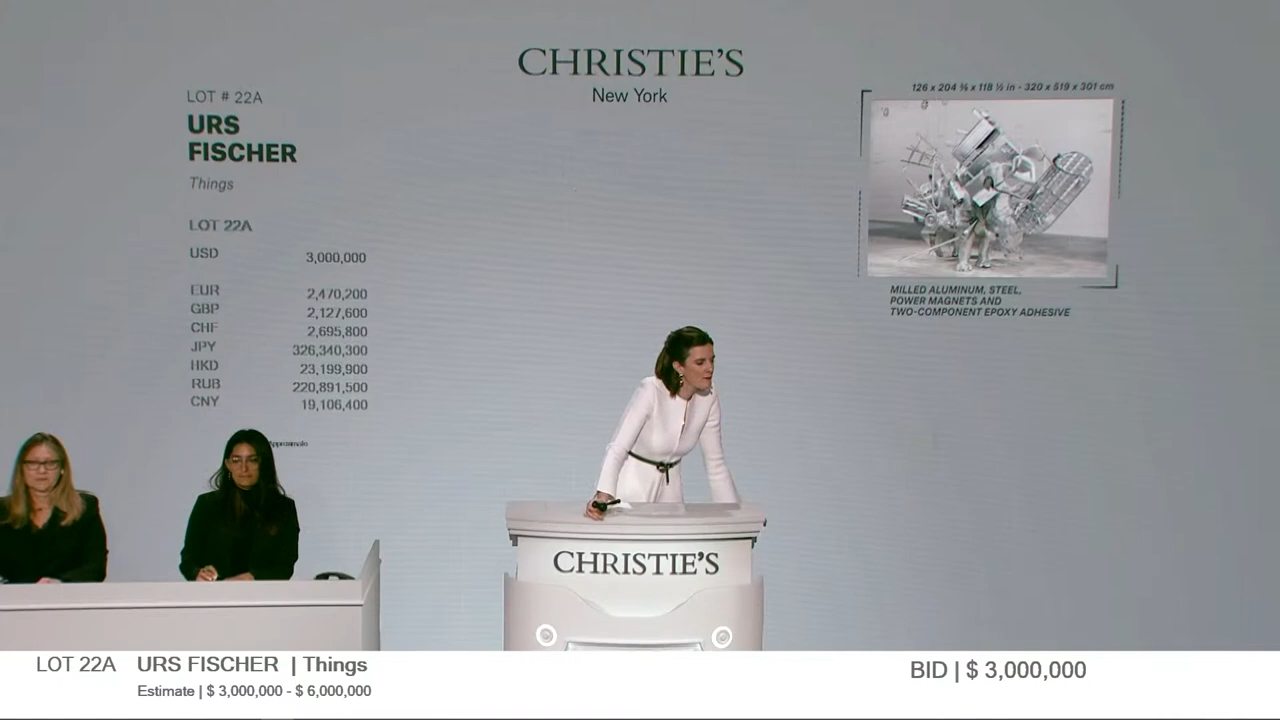 CHRISTIE'S
New York
LOT # 22A
URS
FISCHER
Things
LOT 22A
USD 3,000,000
EUR 2,470,200
GBP 2,127,600
CHF 2,695,800
JPY 326,340,300
HKD 23,199,900
RUB 220,891,500
CNY 19,106,400
Approximate
126 x 204 ⅜ x 118 ½ in - 320 x 519 x 301 cm
MILLED ALUMINUM, STEEL,
POWER MAGNETS AND
TWO-COMPONENT EPOXY ADHESIVE
CHRISTIE'S
LOT 22A URS FISCHER | Things
Estimate | $ 3,000,000 - $ 6,000,000
BID | $ 3,000,000